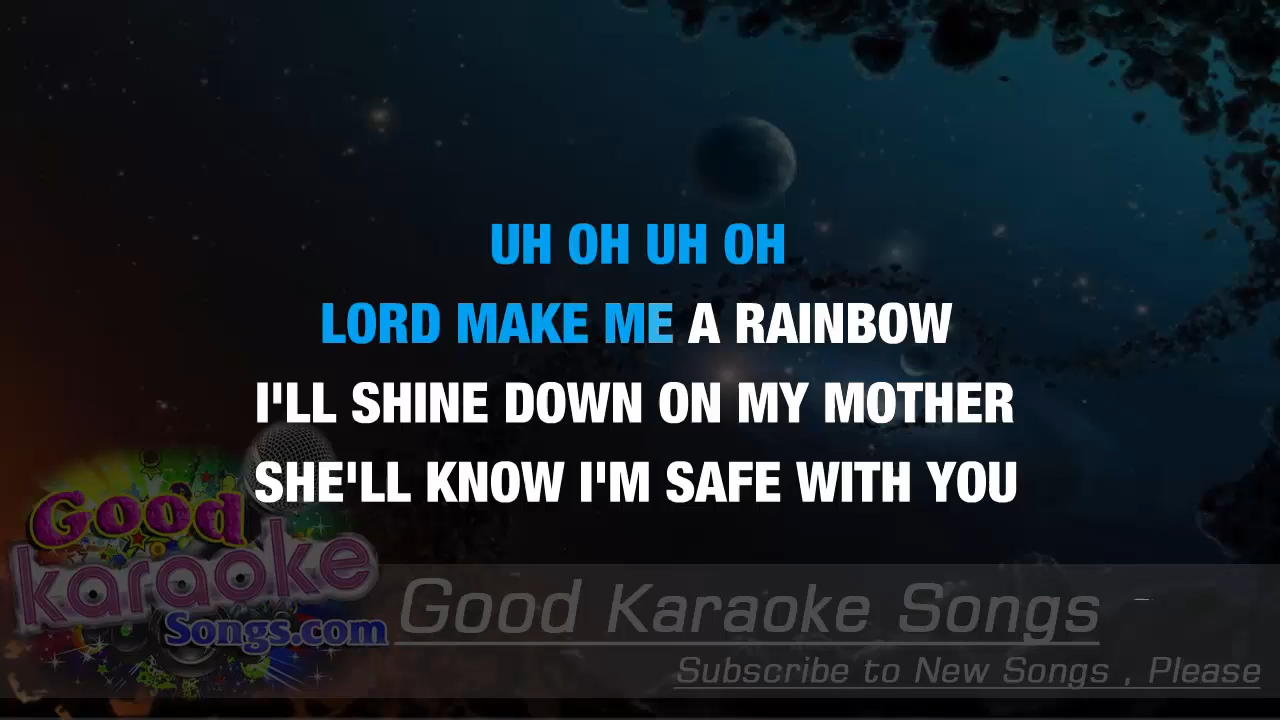 UH OH UH OH
LORD MAKE ME A RAINBOW
I'LL SHINE DOWN ON MY MOTHER
SHE'LL KNOW I'M SAFE WITH YOU
Good
karaoke
Songs.com
Good Karaoke Songs
Subscribe to New Songs , Please